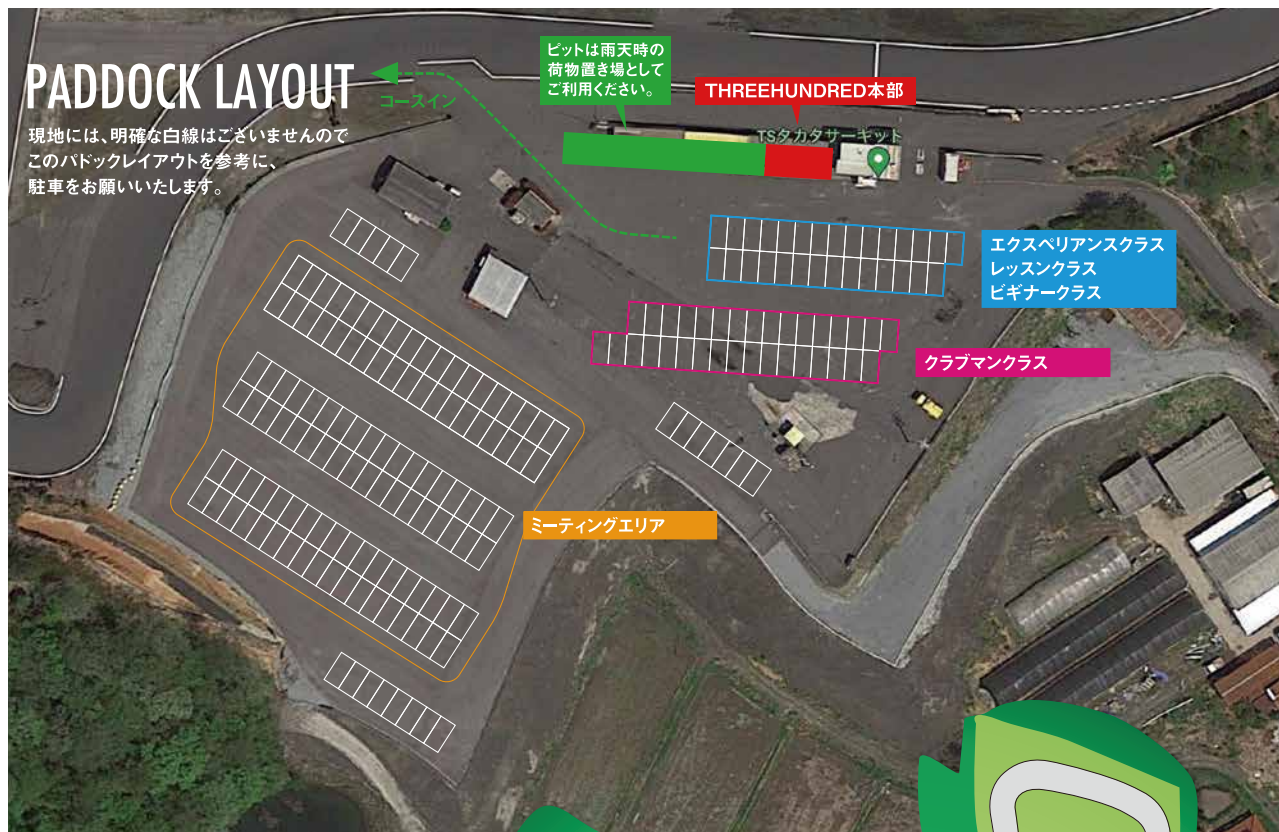 PADDOCK LAYOUT
現地には、明確な白線はございませんので
このパドックレイアウトを参考に、
駐車をお願いいたします。
コースイン
ピットは雨天時の
荷物置き場として
ご利用ください。
THREEHUNDRED本部
TSタカタサーキット
エクスペリアンスクラス
レッスンクラス
ビギナークラス
クラブマンクラス
ミーティングエリア